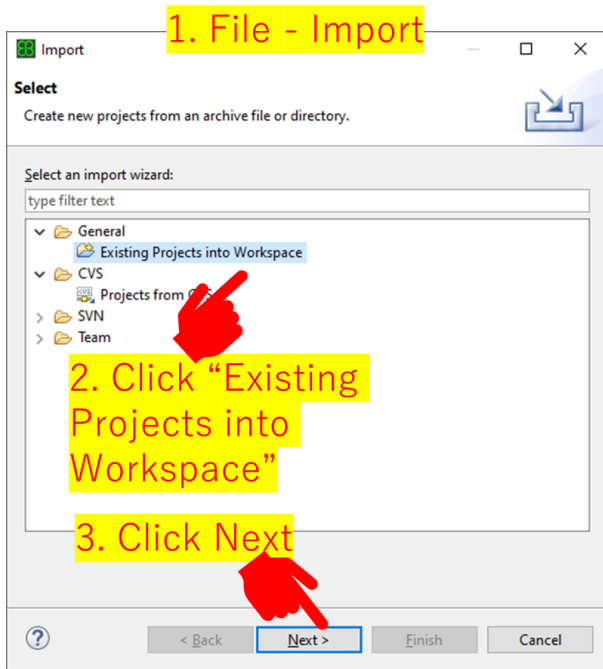 1. File - Import
Import
Select
Create new projects from an archive file or directory.
Select an import wizard:
type filter text
General
Existing Projects into Workspace
CVS
Projects from CVS
SVN
Team
2. Click “Existing
Projects into
Workspace”
3. Click Next
< Back Next > Finish Cancel